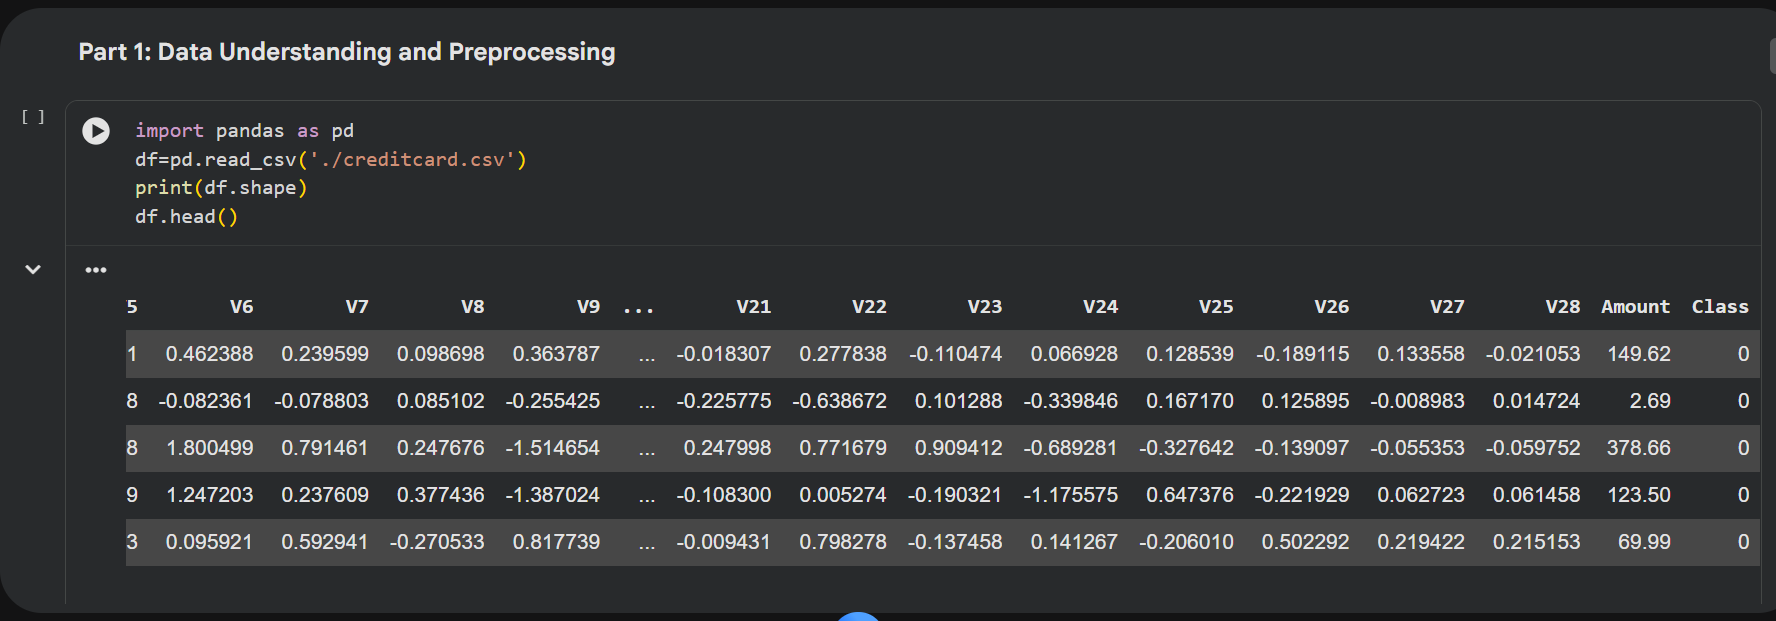 Part 1: Data Understanding and Preprocessing
[ ]
import pandas as pd
df=pd.read_csv('./creditcard.csv')
print(df.shape)
df.head()
5 V6 V7 V8 V9 ... V21 V22 V23 V24 V25 V26 V27 V28 Amount Class
1 0.462388 0.239599 0.098698 0.363787 ... -0.018307 0.277838 -0.110474 0.066928 0.128539 -0.189115 0.133558 -0.021053 149.62 0
8 -0.082361 -0.078803 0.085102 -0.255425 ... -0.225775 -0.638672 0.101288 -0.339846 0.167170 0.125895 -0.008983 0.014724 2.69 0
8 1.800499 0.791461 0.247676 -1.514654 ... 0.247998 0.771679 0.909412 -0.689281 -0.327642 -0.139097 -0.055353 -0.059752 378.66 0
9 1.247203 0.237609 0.377436 -1.387024 ... -0.108300 0.005274 -0.190321 -1.175575 0.647376 -0.221929 0.062723 0.061458 123.50 0
3 0.095921 0.592941 -0.270533 0.817739 ... -0.009431 0.798278 -0.137458 0.141267 -0.206010 0.502292 0.219422 0.215153 69.99 0